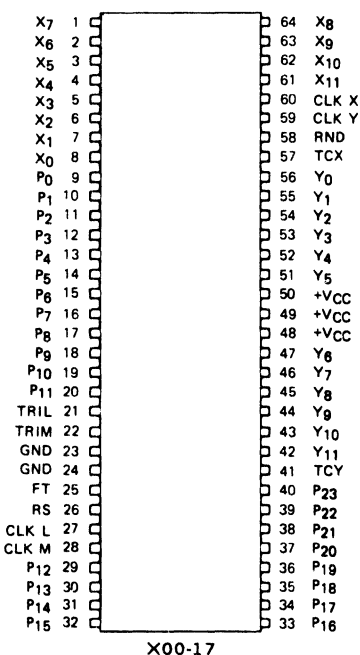 X7 1 64 X8
X6 2 63 X9
X5 3 62 X10
X4 4 61 X11
X3 5 60 CLK X
X2 6 59 CLK Y
X1 7 58 RND
X0 8 57 TCX
P0 9 56 Y0
P1 10 55 Y1
P2 11 54 Y2
P3 12 53 Y3
P4 13 52 Y4
P5 14 51 Y5
P6 15 50 +VCC
P7 16 49 +VCC
P8 17 48 +VCC
P9 18 47 Y6
P10 19 46 Y7
P11 20 45 Y8
TRIL 21 44 Y9
TRIM 22 43 Y10
GND 23 42 Y11
GND 24 41 TCY
FT 25 40 P23
RS 26 39 P22
CLK L 27 38 P21
CLK M 28 37 P20
P12 29 36 P19
P13 30 35 P18
P14 31 34 P17
P15 32 33 P16
X00-17